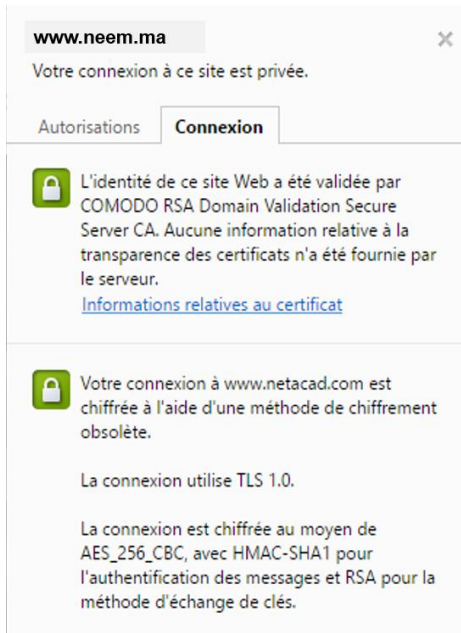 www.neem.ma
Votre connexion à ce site est privée.
Autorisations Connexion
L'identité de ce site Web a été validée par
COMODO RSA Domain Validation Secure
Server CA. Aucune information relative à la
transparence des certificats n'a été fournie par
le serveur.
Informations relatives au certificat
Votre connexion à www.netacad.com est
chiffrée à l'aide d'une méthode de chiffrement
obsolète.
La connexion utilise TLS 1.0.
La connexion est chiffrée au moyen de
AES_256_CBC, avec HMAC-SHA1 pour
l'authentification des messages et RSA pour la
méthode d'échange de clés.